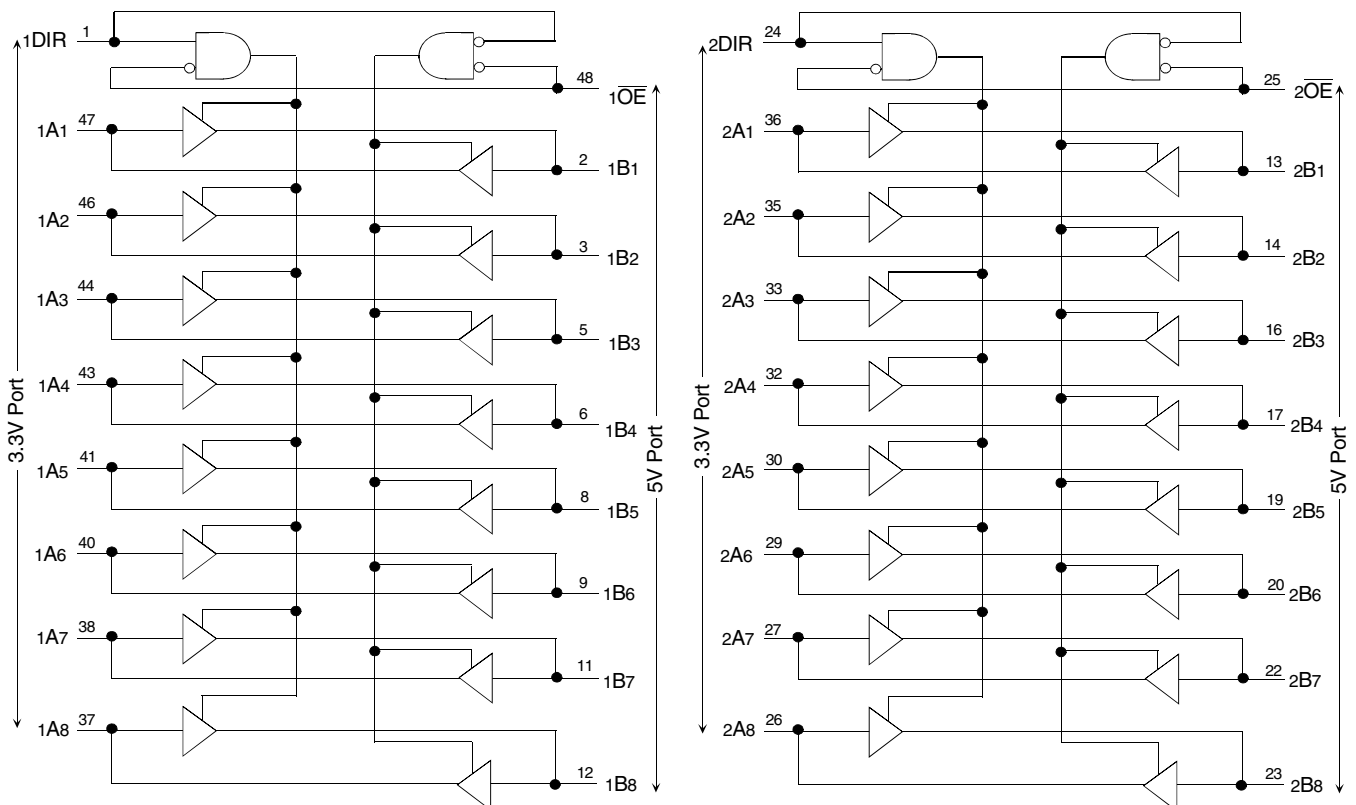 1DIR 1
48 1OE
1A1 47
2 1B1
1A2 46
3 1B2
1A3 44
5 1B3
1A4 43
6 1B4
1A5 41
8 1B5
1A6 40
9 1B6
1A7 38
11 1B7
1A8 37
12 1B8
3.3V Port
5V Port
2DIR 24
25 2OE
2A1 36
13 2B1
2A2 35
14 2B2
2A3 33
16 2B3
2A4 32
17 2B4
2A5 30
19 2B5
2A6 29
20 2B6
2A7 27
22 2B7
2A8 26
23 2B8
3.3V Port
5V Port